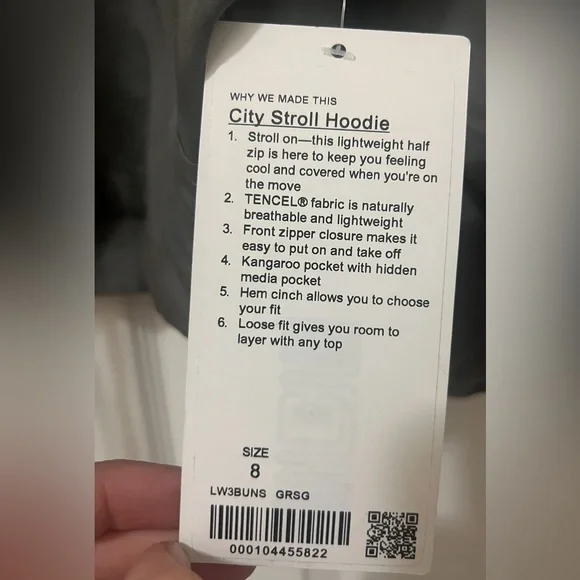 WHY WE MADE THIS
City Stroll Hoodie
1. Stroll on—this lightweight half
zip is here to keep you feeling
cool and covered when you're on
the move
2. TENCEL® fabric is naturally
breathable and lightweight
3. Front zipper closure makes it
easy to put on and take off
4. Kangaroo pocket with hidden
media pocket
5. Hem cinch allows you to choose
your fit
6. Loose fit gives you room to
layer with any top
SIZE
8
LW3BUNS GRSG
000104455822